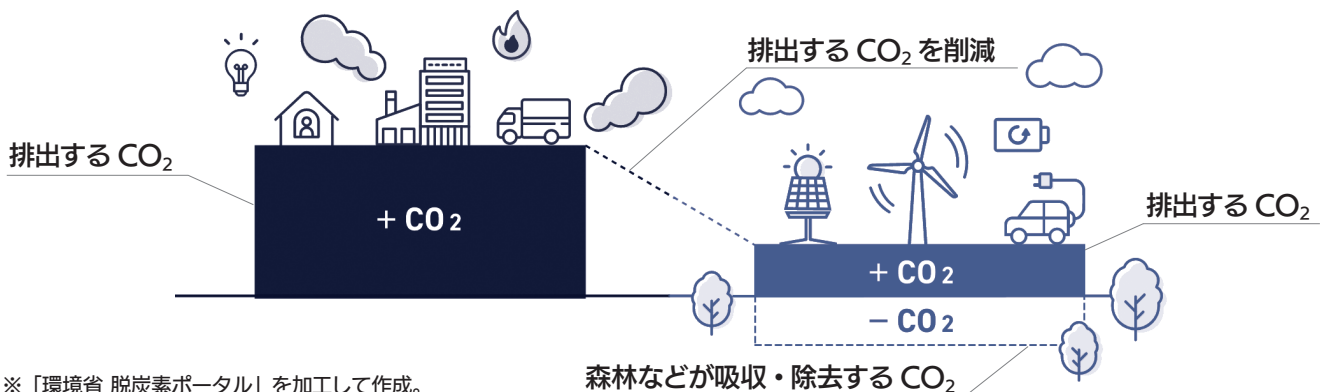 排出する CO₂ を削減
排出する CO₂
+ CO₂
排出する CO₂
+ CO₂
− CO₂
森林などが吸収・除去する CO₂
※「環境省 脱炭素ポータル」を加工して作成。